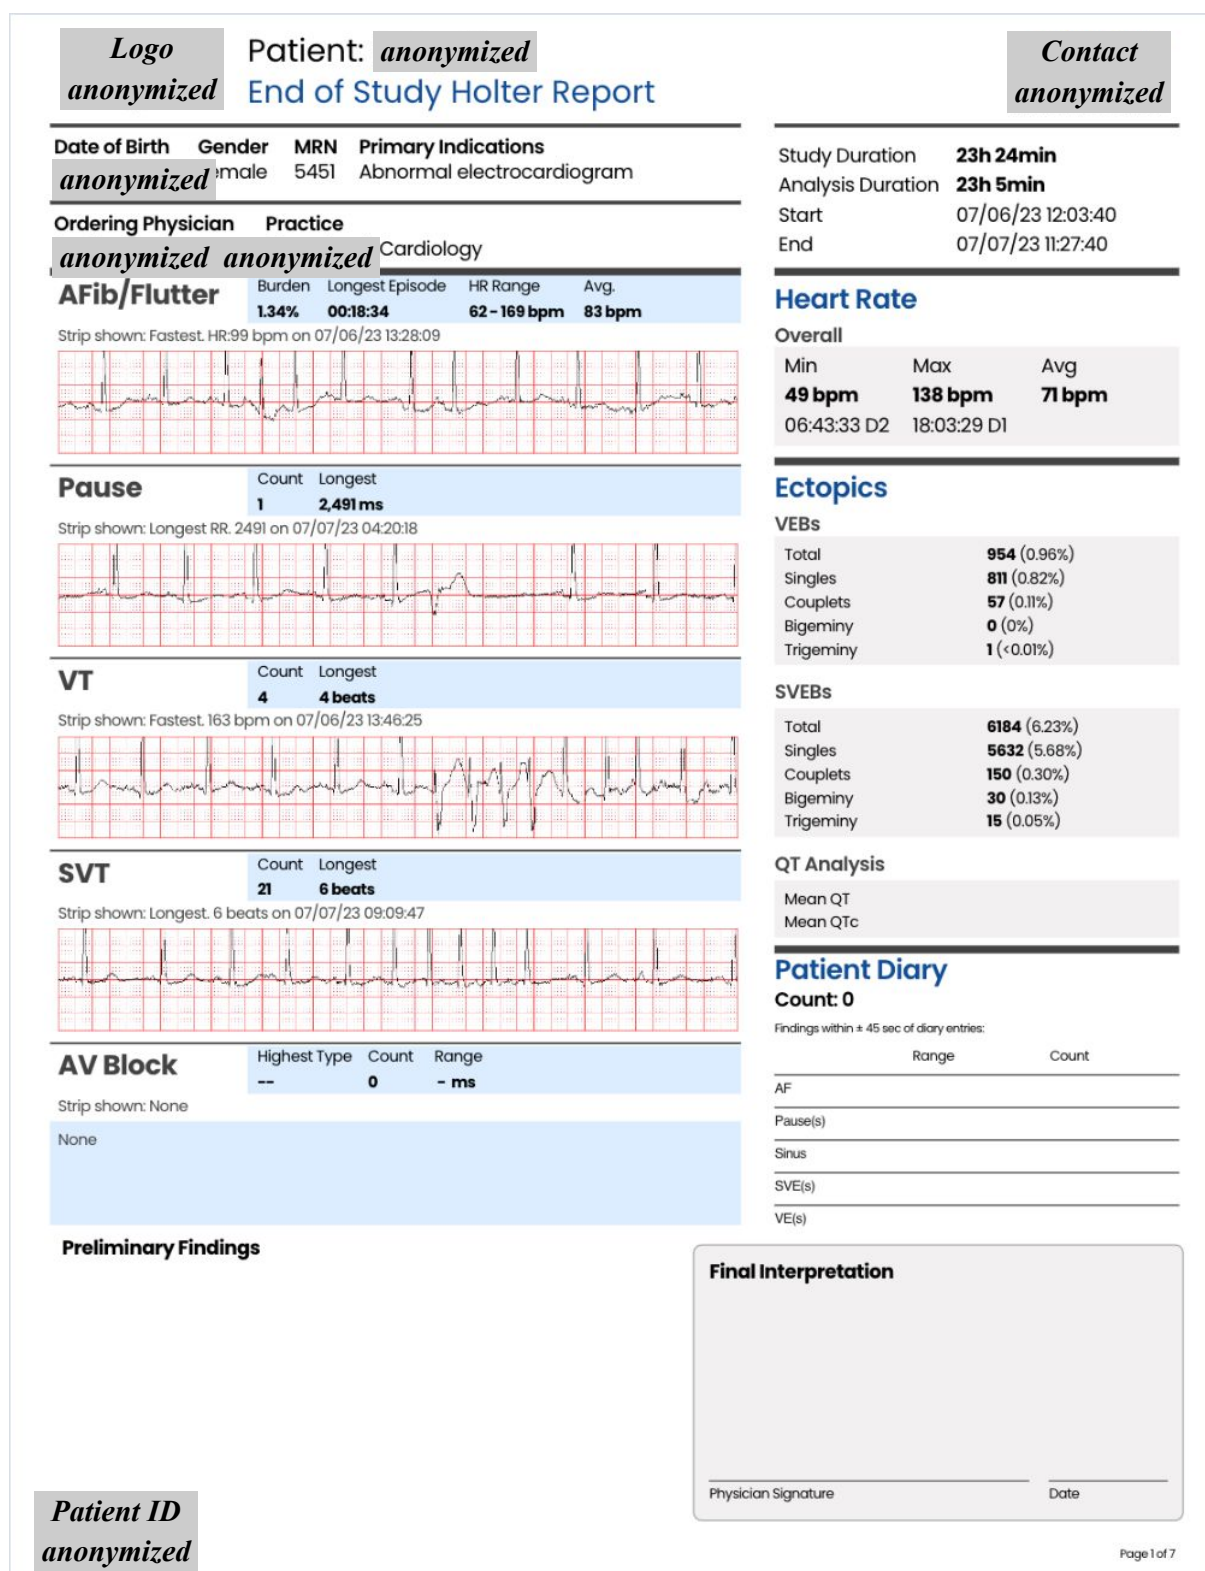 Logo
anonymized
Patient: anonymized
End of Study Holter Report
Contact
anonymized
Date of Birth Gender MRN Primary Indications
anonymized emale 5451 Abnormal electrocardiogram
Ordering Physician Practice
anonymized anonymized Cardiology
Study Duration 23h 24min
Analysis Duration 23h 5min
Start 07/06/23 12:03:40
End 07/07/23 11:27:40
AFib/Flutter
Burden Longest Episode HR Range Avg.
1.34% 00:18:34 62 - 169 bpm 83 bpm
Strip shown: Fastest. HR:99 bpm on 07/06/23 13:28:09
Pause
Count Longest
1 2,491 ms
Strip shown: Longest RR. 2491 on 07/07/23 04:20:18
VT
Count Longest
4 4 beats
Strip shown: Fastest. 163 bpm on 07/06/23 13:46:25
SVT
Count Longest
21 6 beats
Strip shown: Longest. 6 beats on 07/07/23 09:09:47
AV Block
Highest Type Count Range
-- 0 - ms
Strip shown: None
None
Heart Rate
Overall
Min Max Avg
49 bpm 138 bpm 71 bpm
06:43:33 D2 18:03:29 D1
Ectopics
VEBs
Total 954 (0.96%)
Singles 811 (0.82%)
Couplets 57 (0.11%)
Bigeminy 0 (0%)
Trigeminy 1 (<0.01%)
SVEBs
Total 6184 (6.23%)
Singles 5632 (5.68%)
Couplets 150 (0.30%)
Bigeminy 30 (0.13%)
Trigeminy 15 (0.05%)
QT Analysis
Mean QT
Mean QTc
Patient Diary
Count: 0
Findings within ± 45 sec of diary entries:
Range Count
AF
Pause(s)
Sinus
SVE(s)
VE(s)
Preliminary Findings
Final Interpretation
Physician Signature Date
Patient ID
anonymized
Page 1 of 7